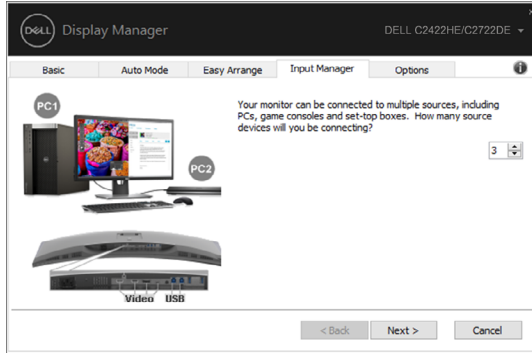 DELL Display Manager
DELL C2422HE/C2722DE
Basic
Auto Mode
Easy Arrange
Input Manager
Options
PC1
Your monitor can be connected to multiple sources, including
PCs, game consoles and set-top boxes. How many source
devices will you be connecting?
3
PC2
Video USB
< Back
Next >
Cancel